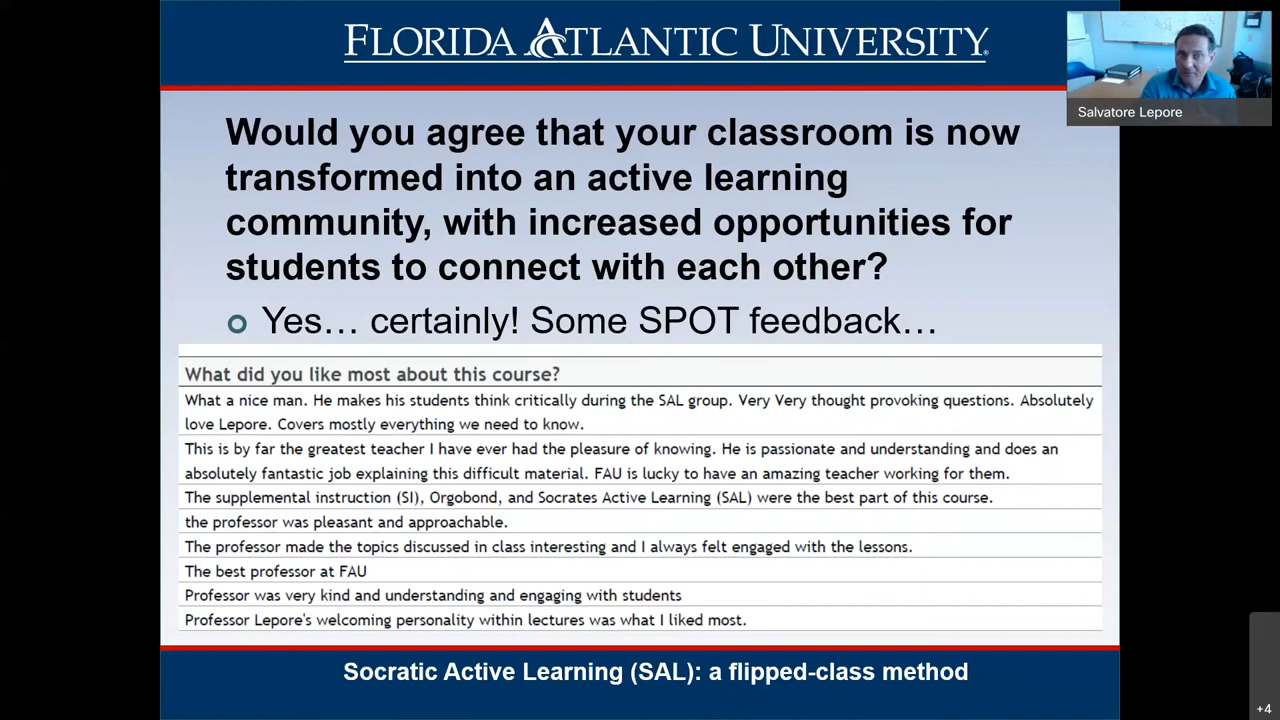 FLORIDA ATLANTIC UNIVERSITY®
Salvatore Lepore
Would you agree that your classroom is now
transformed into an active learning
community, with increased opportunities for
students to connect with each other?
Yes… certainly! Some SPOT feedback…
What did you like most about this course?
What a nice man. He makes his students think critically during the SAL group. Very Very thought provoking questions. Absolutely
love Lepore. Covers mostly everything we need to know.
This is by far the greatest teacher I have ever had the pleasure of knowing. He is passionate and understanding and does an
absolutely fantastic job explaining this difficult material. FAU is lucky to have an amazing teacher working for them.
The supplemental instruction (SI), Orgobond, and Socrates Active Learning (SAL) were the best part of this course.
the professor was pleasant and approachable.
The professor made the topics discussed in class interesting and I always felt engaged with the lessons.
The best professor at FAU
Professor was very kind and understanding and engaging with students
Professor Lepore's welcoming personality within lectures was what I liked most.
Socratic Active Learning (SAL): a flipped-class method
+4